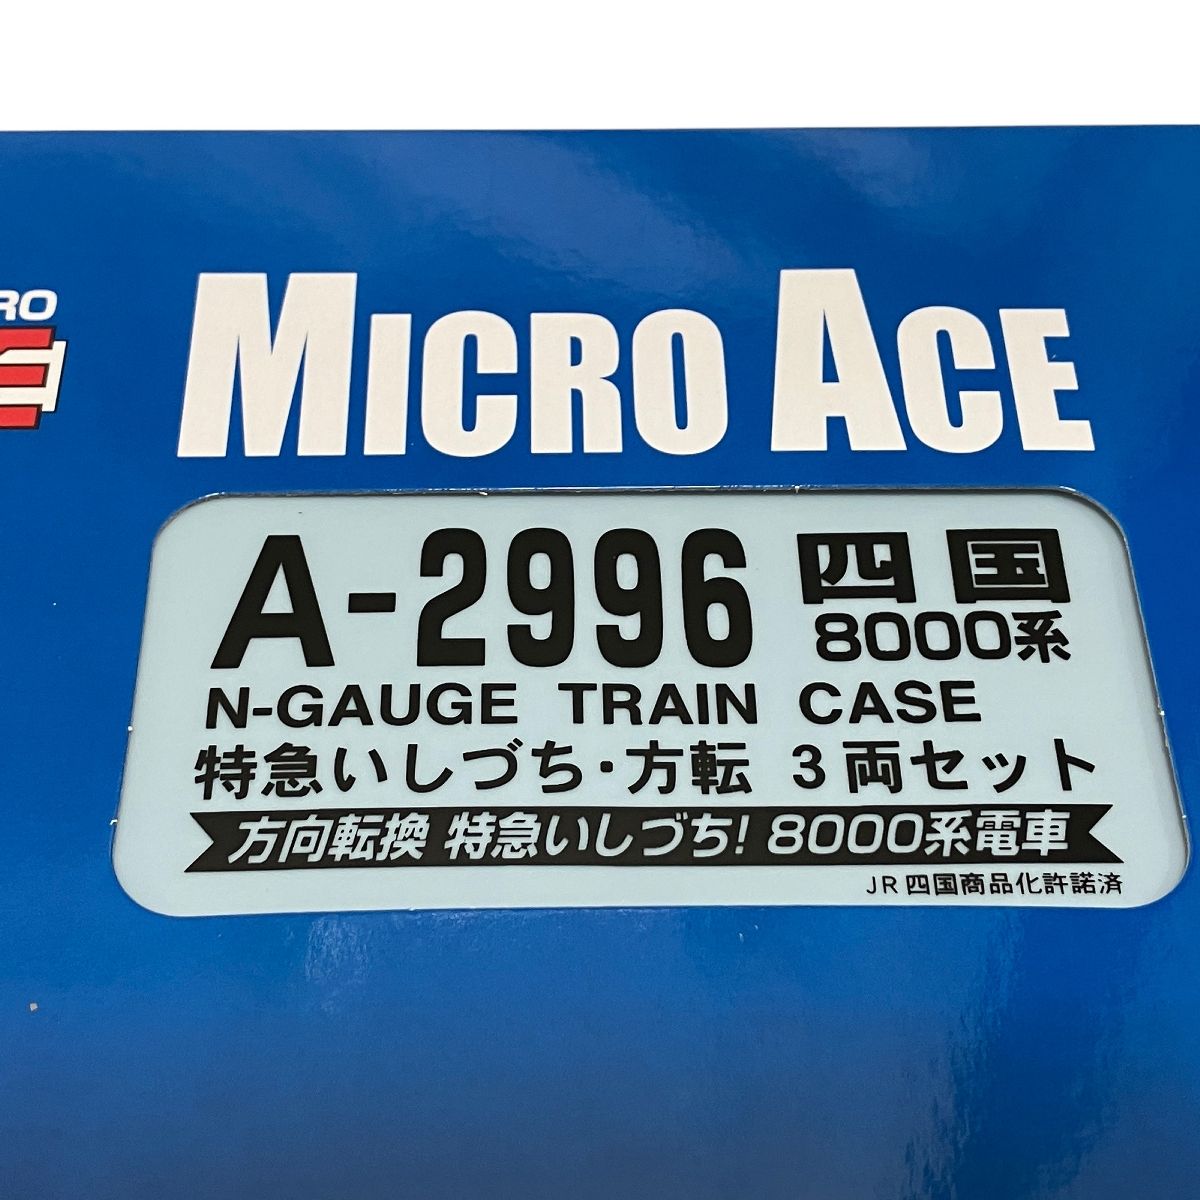 RO
MICRO ACE
A-2996 四国
8000系
N-GAUGE TRAIN CASE
特急いしづち・方転 3両セット
方向転換 特急いしづち! 8000系電車
JR四国商品化許諾済